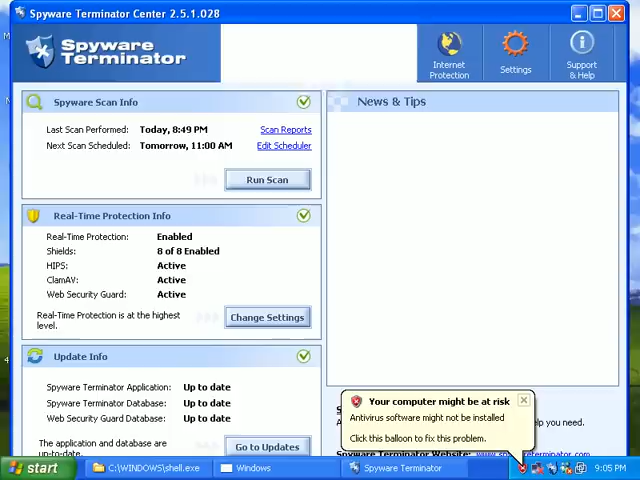 Spyware Terminator Center 2.5.1.028
Spyware
Terminator
Internet
Protection
Settings
Support
& Help
Spyware Scan Info
Last Scan Performed: Today, 8:49 PM Scan Reports
Next Scan Scheduled: Tomorrow, 11:00 AM Edit Scheduler
Run Scan
Real-Time Protection Info
Real-Time Protection: Enabled
Shields: 8 of 8 Enabled
HIPS: Active
ClamAV: Active
Web Security Guard: Active
Real-Time Protection is at the highest
level.
Change Settings
Update Info
Spyware Terminator Application: Up to date
Spyware Terminator Database: Up to date
Web Security Guard Database: Up to date
The application and database are
up-to-date.
Go to Updates
News & Tips
Your computer might be at risk
Antivirus software might not be installed
Click this balloon to fix this problem.
elp you need.
Spyware Terminator Website: www.spywareterminator.com
start
C:\WINDOWS\shell.exe
Windows
Spyware Terminator
9:05 PM